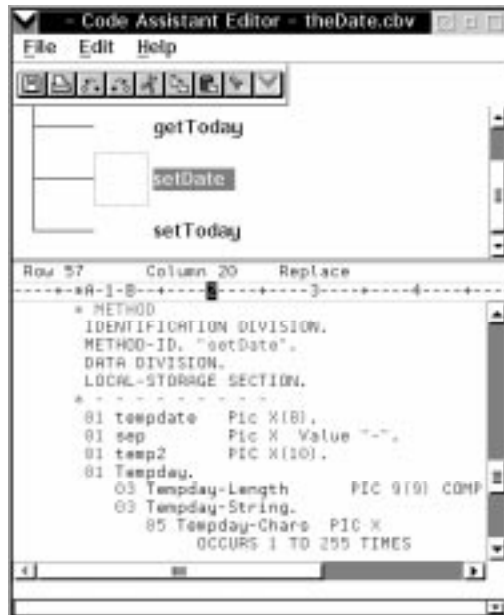 - Code Assistant Editor - theDate.cbv
File Edit Help
getToday
setDate
setToday
Row 57 Column 20 Replace
----+-*A-1-B--+----2----+----3----+----4----+---
* METHOD
IDENTIFICATION DIVISION.
METHOD-ID. "setDate".
DATA DIVISION.
LOCAL-STORAGE SECTION.
* - - - - - - - - - -
01 tempdate Pic X(8).
01 sep Pic X Value "-".
01 temp2 PIC X(10).
01 Tempday.
03 Tempday-Length PIC 9(9) COMP
03 Tempday-String.
05 Tempday-Chars PIC X
OCCURS 1 TO 255 TIMES